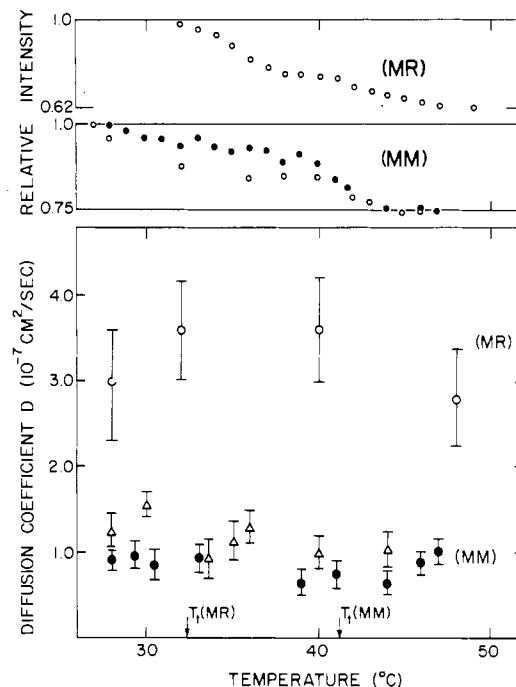 INTENSITY
1.0
0.62
(MR)
RELATIVE
1.0
0.75
(MM)
DIFFUSION COEFFICIENT D (10⁻⁷ CM²/SEC)
4.0
3.0
2.0
1.0
(MR)
(MM)
Tₜ(MR)
Tₜ(MM)
30
40
50
TEMPERATURE (°C)